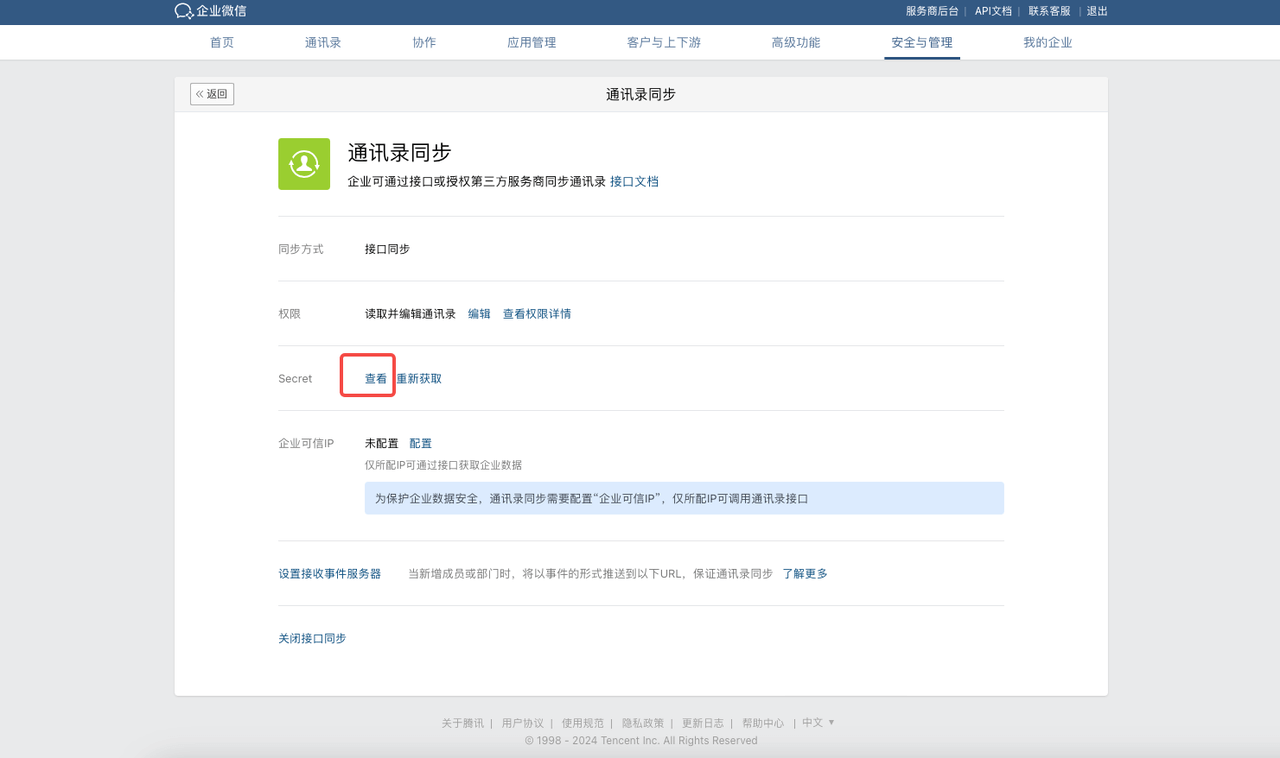 企业微信 服务商后台 | API文档 | 联系客服 | 退出
首页 通讯录 协作 应用管理 客户与上下游 高级功能 安全与管理 我的企业
« 返回 通讯录同步
通讯录同步
企业可通过接口或授权第三方服务商同步通讯录 接口文档
同步方式 接口同步
权限 读取并编辑通讯录 编辑 查看权限详情
Secret 查看 重新获取
企业可信IP 未配置 配置
仅所配IP可通过接口获取企业数据
为保护企业数据安全，通讯录同步需要配置“企业可信IP”，仅所配IP可调用通讯录接口
设置接收事件服务器 当新增成员或部门时，将以事件的形式推送到以下URL，保证通讯录同步 了解更多
关闭接口同步
关于腾讯 | 用户协议 | 使用规范 | 隐私政策 | 更新日志 | 帮助中心 | 中文 ▼
© 1998 - 2024 Tencent Inc. All Rights Reserved